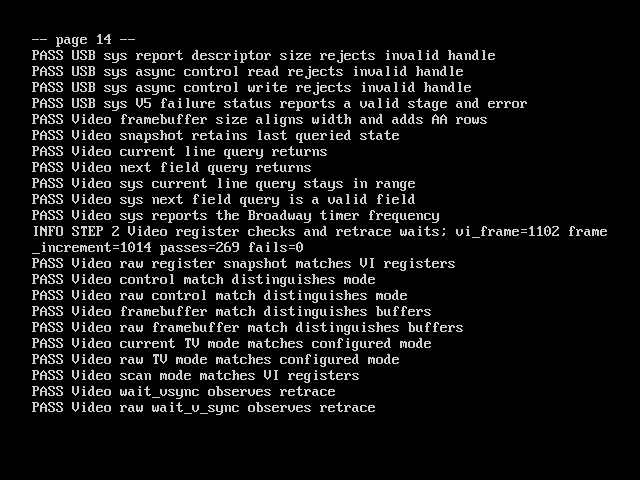 -- page 14 --
PASS USB sys report descriptor size rejects invalid handle
PASS USB sys async control read rejects invalid handle
PASS USB sys async control write rejects invalid handle
PASS USB sys V5 failure status reports a valid stage and error
PASS Video framebuffer size aligns width and adds AA rows
PASS Video snapshot retains last queried state
PASS Video current line query returns
PASS Video next field query returns
PASS Video sys current line query stays in range
PASS Video sys next field query is a valid field
PASS Video sys reports the Broadway timer frequency
INFO STEP 2 Video register checks and retrace waits; vi_frame=1102 frame
_increment=1014 passes=269 fails=0
PASS Video raw register snapshot matches VI registers
PASS Video control match distinguishes mode
PASS Video raw control match distinguishes mode
PASS Video framebuffer match distinguishes buffers
PASS Video raw framebuffer match distinguishes buffers
PASS Video current TV mode matches configured mode
PASS Video raw TV mode matches configured mode
PASS Video scan mode matches VI registers
PASS Video wait_vsync observes retrace
PASS Video raw wait_v_sync observes retrace